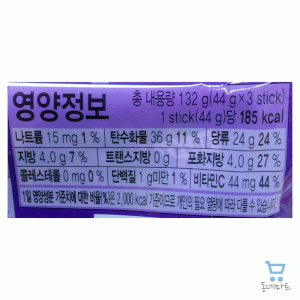 영양정보
총 내용량 132 g(44 g×3 stick)
1 stick(44 g)당 185 kcal
나트륨 15 mg 1 % 탄수화물 36 g 11 % 당류 24 g 24 %
지방 4.0 g 7 % 트랜스지방 0 g 포화지방 4.0 g 27 %
콜레스테롤 0 mg 0 % 단백질 1 g미만 1 % 비타민C 44 mg 44 %
1일 영양성분 기준치에 대한 비율(%)은 2,000 kcal 기준이므로 개인의 필요 열량에 따라 다를 수 있습니다.